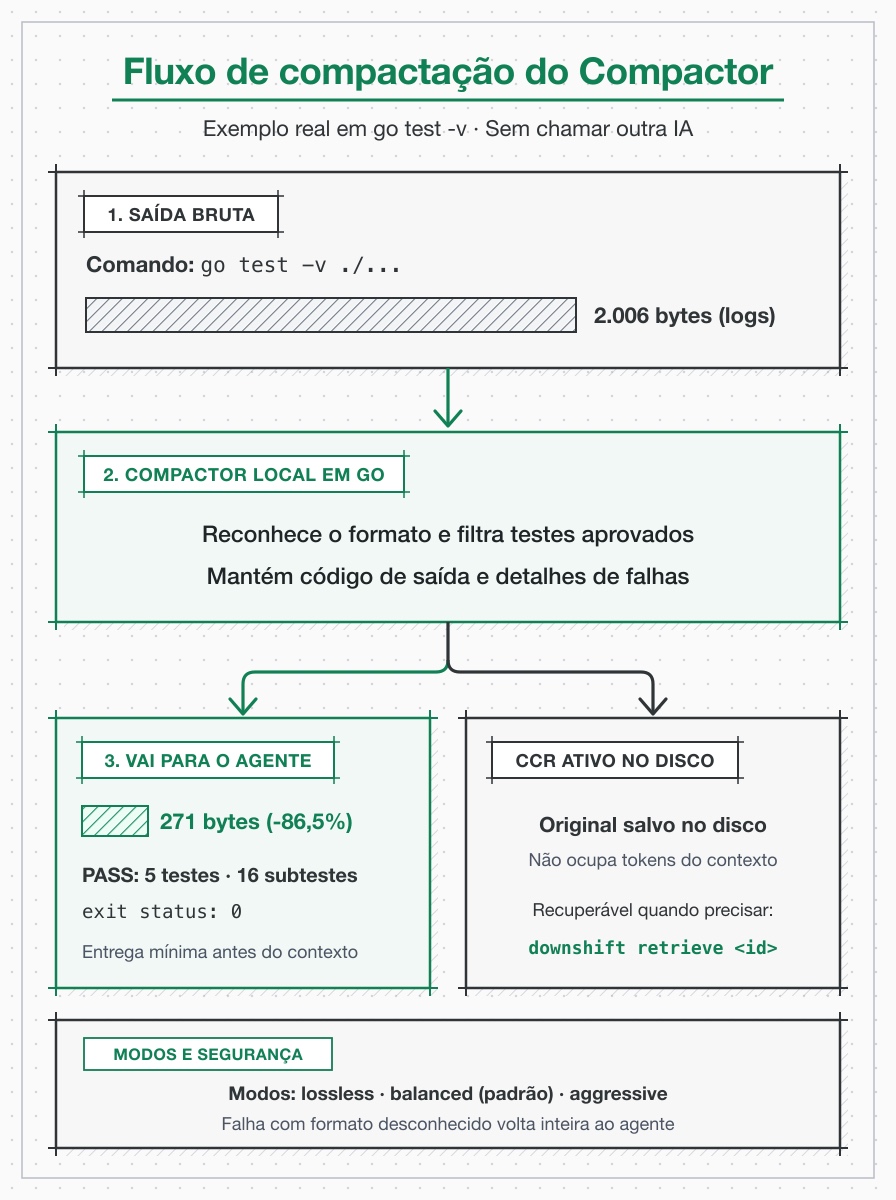 Fluxo de compactação do Compactor
Exemplo real em go test -v · Sem chamar outra IA
1. SAÍDA BRUTA
Comando: go test -v ./...
2.006 bytes (logs)
2. COMPACTOR LOCAL EM GO
Reconhece o formato e filtra testes aprovados
Mantém código de saída e detalhes de falhas
3. VAI PARA O AGENTE
271 bytes (-86,5%)
PASS: 5 testes · 16 subtestes
exit status: 0
Entrega mínima antes do contexto
CCR ATIVO NO DISCO
Original salvo no disco
Não ocupa tokens do contexto
Recuperável quando precisar:
downshift retrieve <id>
MODOS E SEGURANÇA
Modos: lossless · balanced (padrão) · aggressive
Falha com formato desconhecido volta inteira ao agente